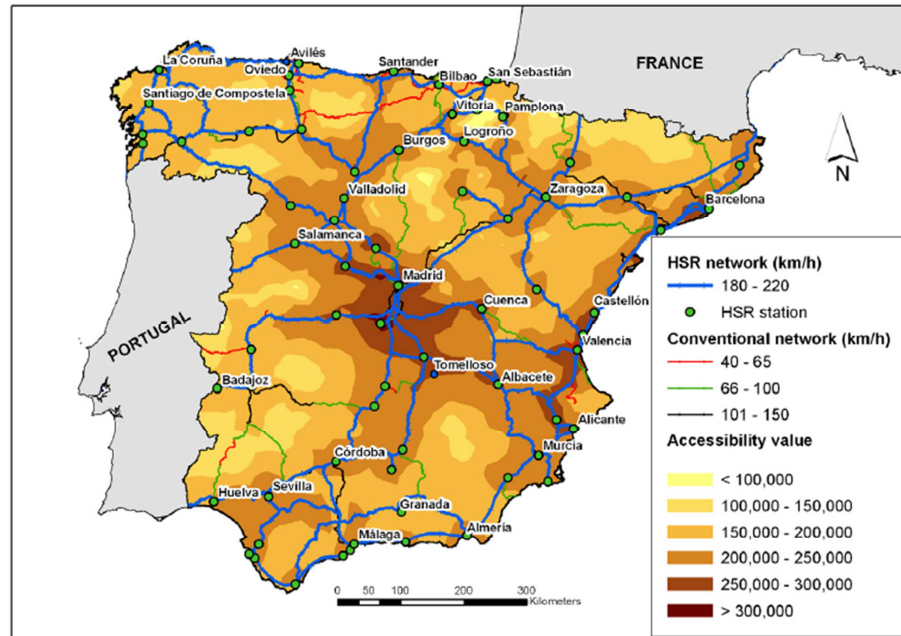 FRANCE
La Coruña
Avilés
Oviedo
Santander
Bilbao
San Sebastián
Santiago de Compostela
Vitoria
Pamplona
Logroño
Burgos
N
Valladolid
Zaragoza
Barcelona
Salamanca
Madrid
Cuenca
Castellón
Valencia
PORTUGAL
Tomelloso
Badajoz
Albacete
Alicante
Murcia
Córdoba
Sevilla
Huelva
Granada
Almería
Málaga
0 50 100 200 300
Kilometers
HSR network (km/h)
180 - 220
HSR station
Conventional network (km/h)
40 - 65
66 - 100
101 - 150
Accessibility value
< 100,000
100,000 - 150,000
150,000 - 200,000
200,000 - 250,000
250,000 - 300,000
> 300,000